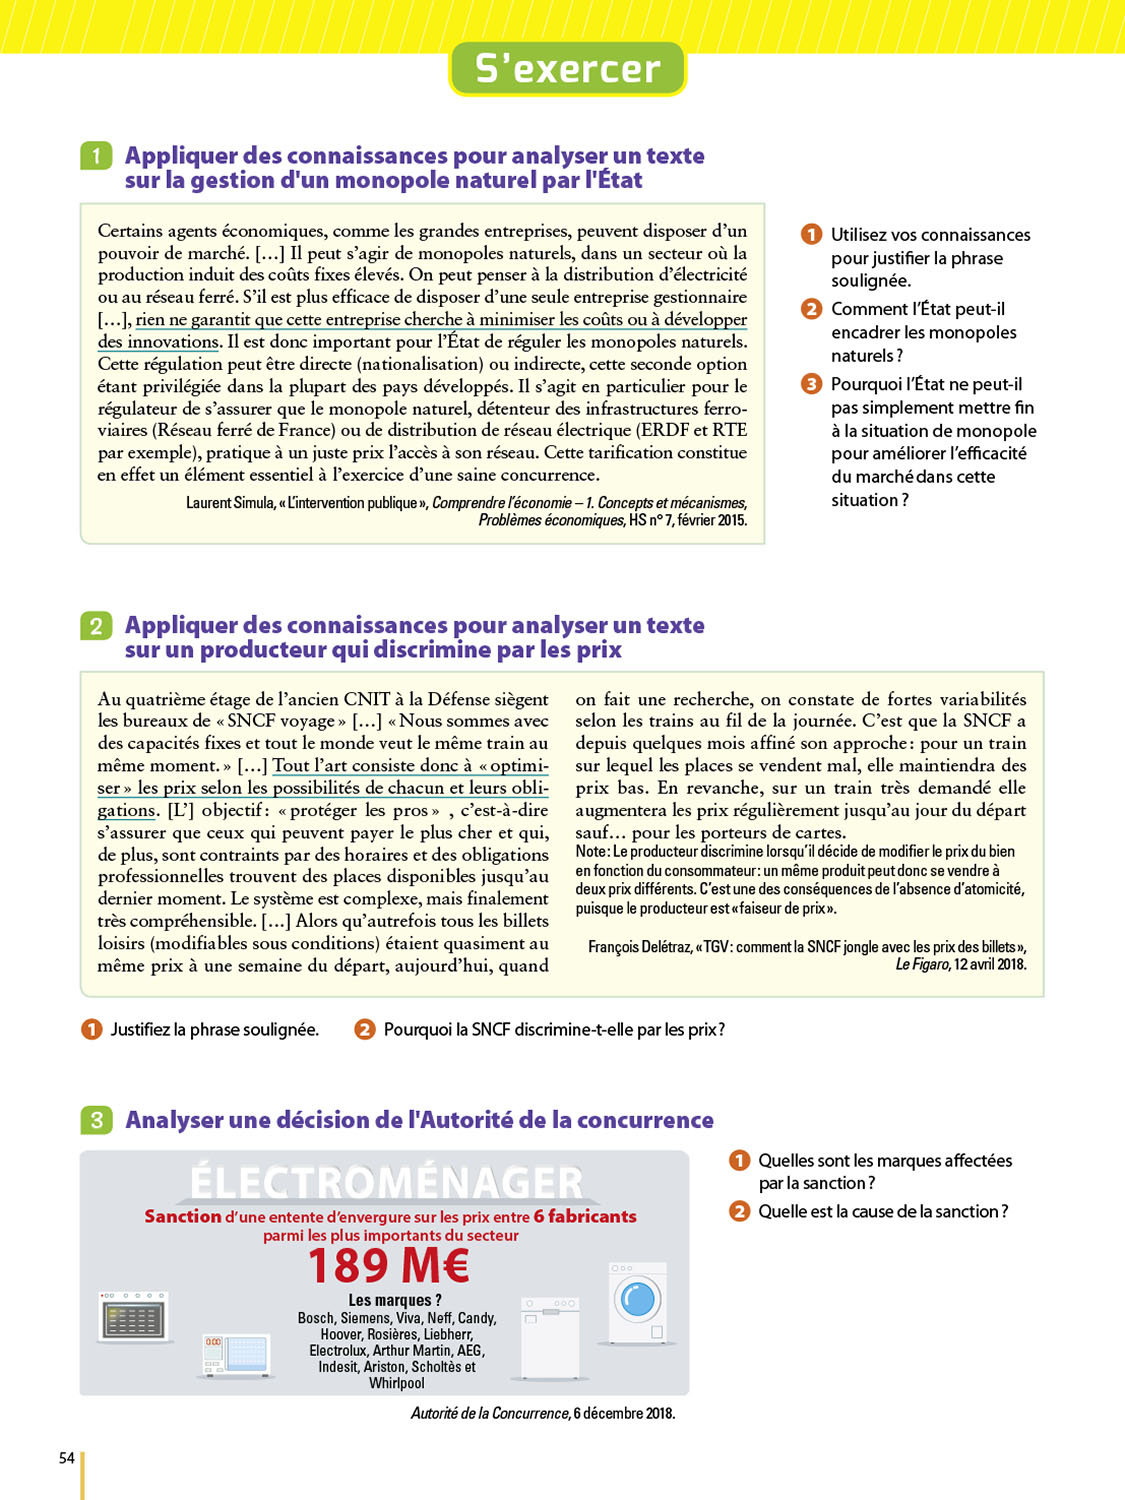 S'exercer
1 Appliquer des connaissances pour analyser un texte
sur la gestion d'un monopole naturel par l'État
Certains agents économiques, comme les grandes entreprises, peuvent disposer d'un
pouvoir de marché. […] Il peut s'agir de monopoles naturels, dans un secteur où la
production induit des coûts fixes élevés. On peut penser à la distribution d'électricité
ou au réseau ferré. S'il est plus efficace de disposer d'une seule entreprise gestionnaire
[…], rien ne garantit que cette entreprise cherche à minimiser les coûts ou à développer
des innovations. Il est donc important pour l'État de réguler les monopoles naturels.
Cette régulation peut être directe (nationalisation) ou indirecte, cette seconde option
étant privilégiée dans la plupart des pays développés. Il s'agit en particulier pour le
régulateur de s'assurer que le monopole naturel, détenteur des infrastructures ferro-
viaires (Réseau ferré de France) ou de distribution de réseau électrique (ERDF et RTE
par exemple), pratique à un juste prix l'accès à son réseau. Cette tarification constitue
en effet un élément essentiel à l'exercice d'une saine concurrence.
Laurent Simula, « L'intervention publique », Comprendre l'économie – 1. Concepts et mécanismes,
Problèmes économiques, HS n° 7, février 2015.
1 Utilisez vos connaissances
pour justifier la phrase
soulignée.
2 Comment l'État peut-il
encadrer les monopoles
naturels ?
3 Pourquoi l'État ne peut-il
pas simplement mettre fin
à la situation de monopole
pour améliorer l'efficacité
du marché dans cette
situation ?
2 Appliquer des connaissances pour analyser un texte
sur un producteur qui discrimine par les prix
Au quatrième étage de l'ancien CNIT à la Défense siègent
les bureaux de « SNCF voyage » […] « Nous sommes avec
des capacités fixes et tout le monde veut le même train au
même moment. » […] Tout l'art consiste donc à « optimi-
ser » les prix selon les possibilités de chacun et leurs obli-
gations. [L'] objectif : « protéger les pros » , c'est-à-dire
s'assurer que ceux qui peuvent payer le plus cher et qui,
de plus, sont contraints par des horaires et des obligations
professionnelles trouvent des places disponibles jusqu'au
dernier moment. Le système est complexe, mais finalement
très compréhensible. […] Alors qu'autrefois tous les billets
loisirs (modifiables sous conditions) étaient quasiment au
même prix à une semaine du départ, aujourd'hui, quand
on fait une recherche, on constate de fortes variabilités
selon les trains au fil de la journée. C'est que la SNCF a
depuis quelques mois affiné son approche : pour un train
sur lequel les places se vendent mal, elle maintiendra des
prix bas. En revanche, sur un train très demandé elle
augmentera les prix régulièrement jusqu'au jour du départ
sauf… pour les porteurs de cartes.
Note : Le producteur discrimine lorsqu'il décide de modifier le prix du bien
en fonction du consommateur : un même produit peut donc se vendre à
deux prix différents. C'est une des conséquences de l'absence d'atomicité,
puisque le producteur est « faiseur de prix ».
François Delétraz, « TGV : comment la SNCF jongle avec les prix des billets »,
Le Figaro, 12 avril 2018.
1 Justifiez la phrase soulignée. 2 Pourquoi la SNCF discrimine-t-elle par les prix ?
3 Analyser une décision de l'Autorité de la concurrence
ÉLECTROMÉNAGER
Sanction d'une entente d'envergure sur les prix entre 6 fabricants
parmi les plus importants du secteur
189 M€
Les marques ?
Bosch, Siemens, Viva, Neff, Candy,
Hoover, Rosières, Liebherr,
Electrolux, Arthur Martin, AEG,
Indesit, Ariston, Scholtès et
Whirlpool
0:00
Autorité de la Concurrence, 6 décembre 2018.
1 Quelles sont les marques affectées
par la sanction ?
2 Quelle est la cause de la sanction ?
54